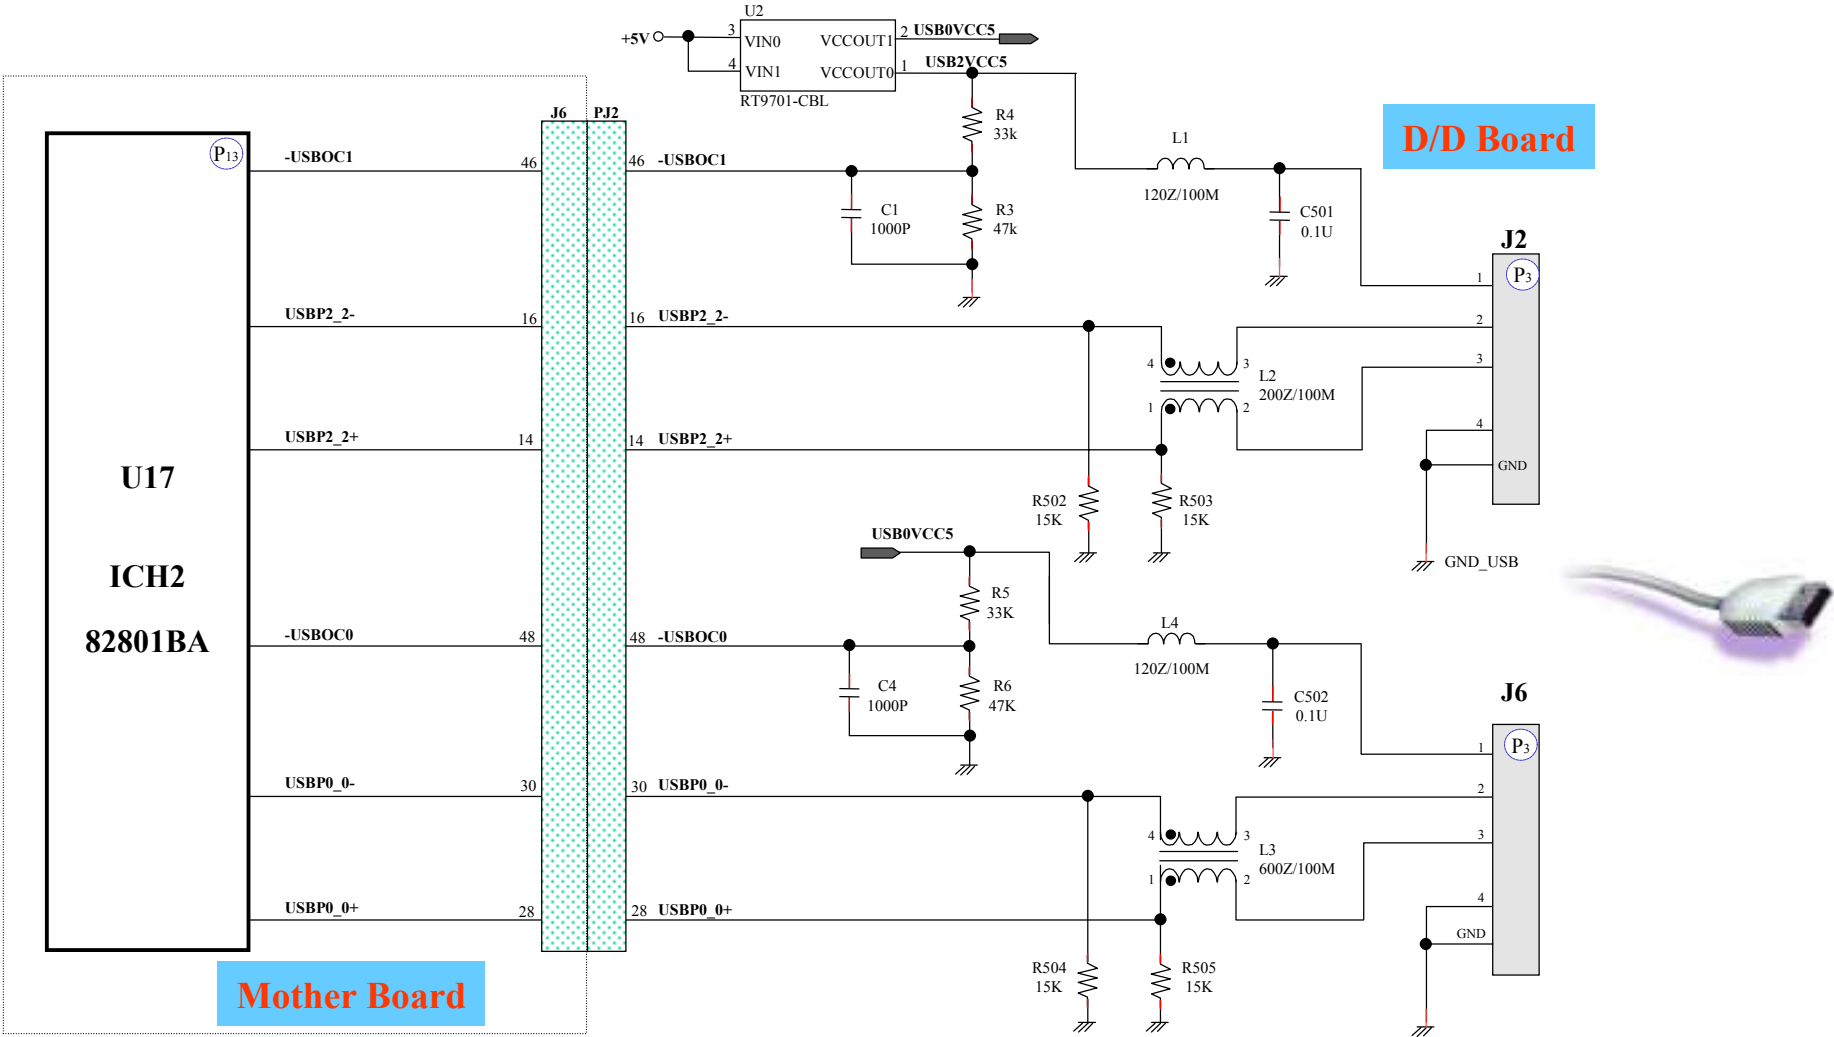 U2
+5V
3
VIN0
VCCOUT1
2
USB0VCC5
4
VIN1
VCCOUT0
1
USB2VCC5
RT9701-CBL
J6
PJ2
D/D Board
P13
-USBOC1
46
46
-USBOC1
R4
33k
L1
120Z/100M
C1
1000P
R3
47k
C501
0.1U
J2
P3
1
USBP2_2-
16
16
USBP2_2-
2
4
3
3
L2
200Z/100M
1
2
4
USBP2_2+
14
14
USBP2_2+
GND
U17
R502
15K
R503
15K
USB0VCC5
GND_USB
ICH2
82801BA
R5
33K
-USBOC0
48
48
-USBOC0
L4
120Z/100M
C4
1000P
R6
47K
C502
0.1U
J6
P3
1
USBP0_0-
30
30
USBP0_0-
2
4
3
3
L3
600Z/100M
1
2
4
USBP0_0+
28
28
USBP0_0+
GND
R504
15K
R505
15K
Mother Board